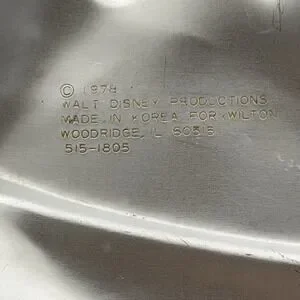 © 1978
WALT DISNEY PRODUCTIONS
MADE IN KOREA FOR WILTON
WOODRIDGE, IL 60515
515-1805